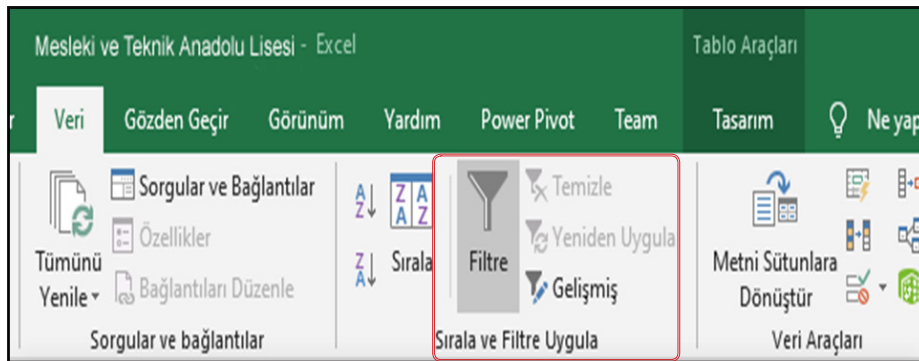 Mesleki ve Teknik Anadolu Lisesi - Excel
Tablo Araçları
r Veri Gözden Geçir Görünüm Yardım Power Pivot Team Tasarım Ne yap
Tümünü Yenile
Sorgular ve Bağlantılar
Özellikler
Bağlantıları Düzenle
Sorgular ve bağlantılar
A Z
Z A
Z A A Z
Sırala
Filtre
Temizle
Yeniden Uygula
Gelişmiş
Sırala ve Filtre Uygula
Metni Sütunlara
Dönüştür
Veri Araçları